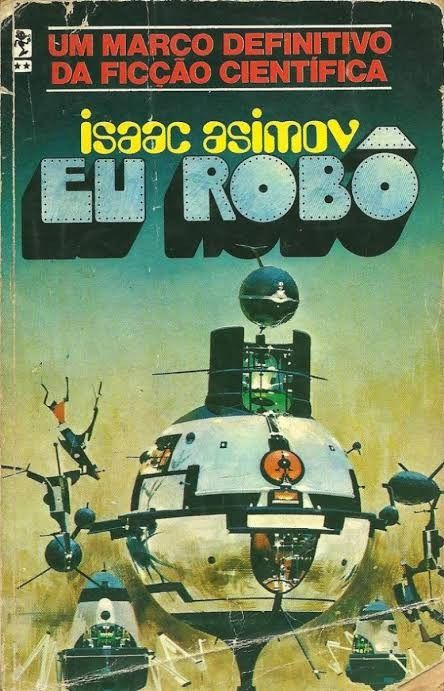 UM MARCO DEFINITIVO
DA FICÇÃO CIENTÍFICA
isaac asimov
EU ROBÔ